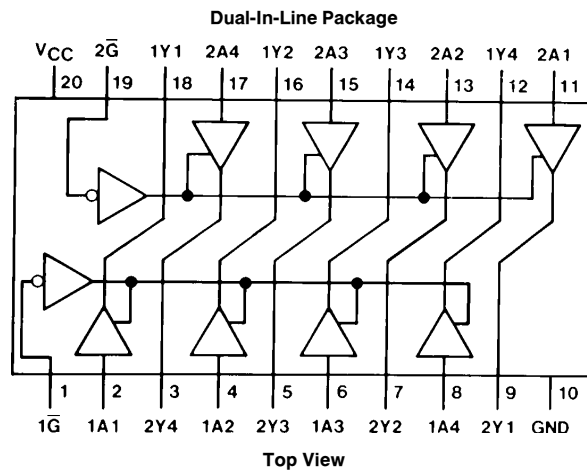 Dual-In-Line Package
VCC 2G̅ 1Y1 2A4 1Y2 2A3 1Y3 2A2 1Y4 2A1
20 19 18 17 16 15 14 13 12 11
1 2 3 4 5 6 7 8 9 10
1G̅ 1A1 2Y4 1A2 2Y3 1A3 2Y2 1A4 2Y1 GND
Top View